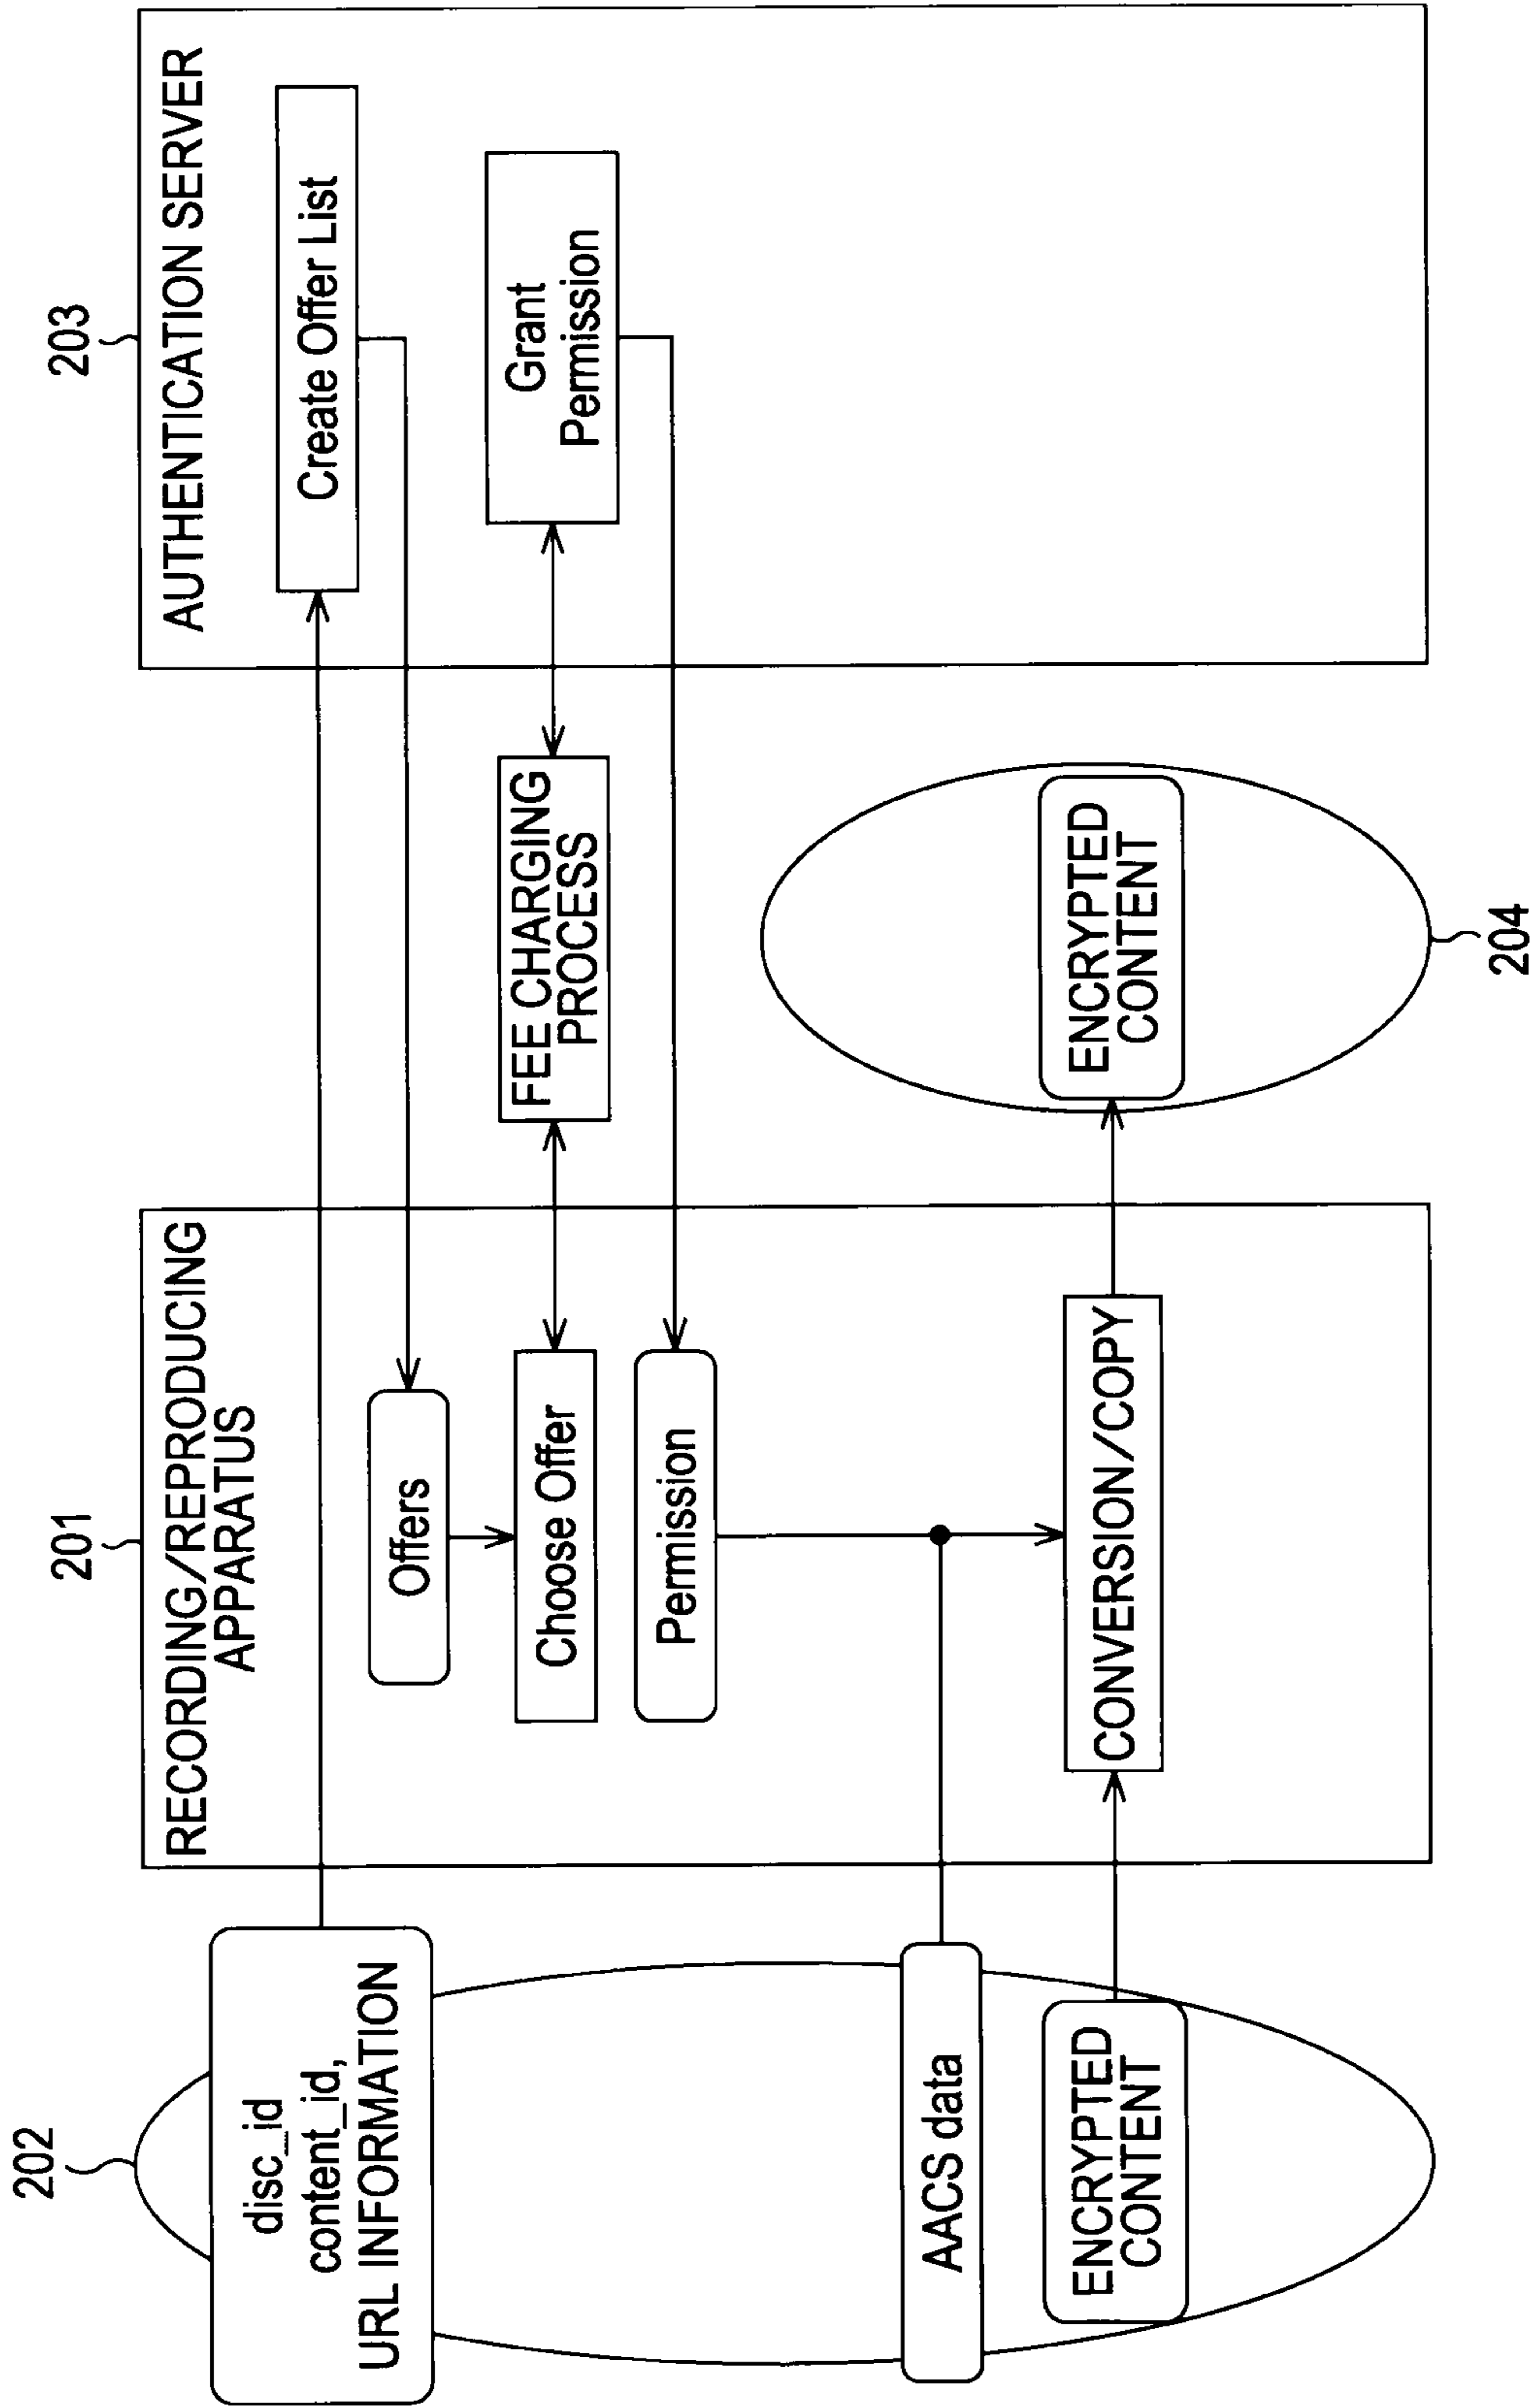 202
disc_id
content_id,
URL INFORMATION
AACS data
ENCRYPTED
CONTENT
201
RECORDING/REPRODUCING
APPARATUS
Offers
Choose Offer
Permission
CONVERSION/COPY
FEE CHARGING
PROCESS
ENCRYPTED
CONTENT
204
203
AUTHENTICATION SERVER
Create Offer List
Grant
Permission